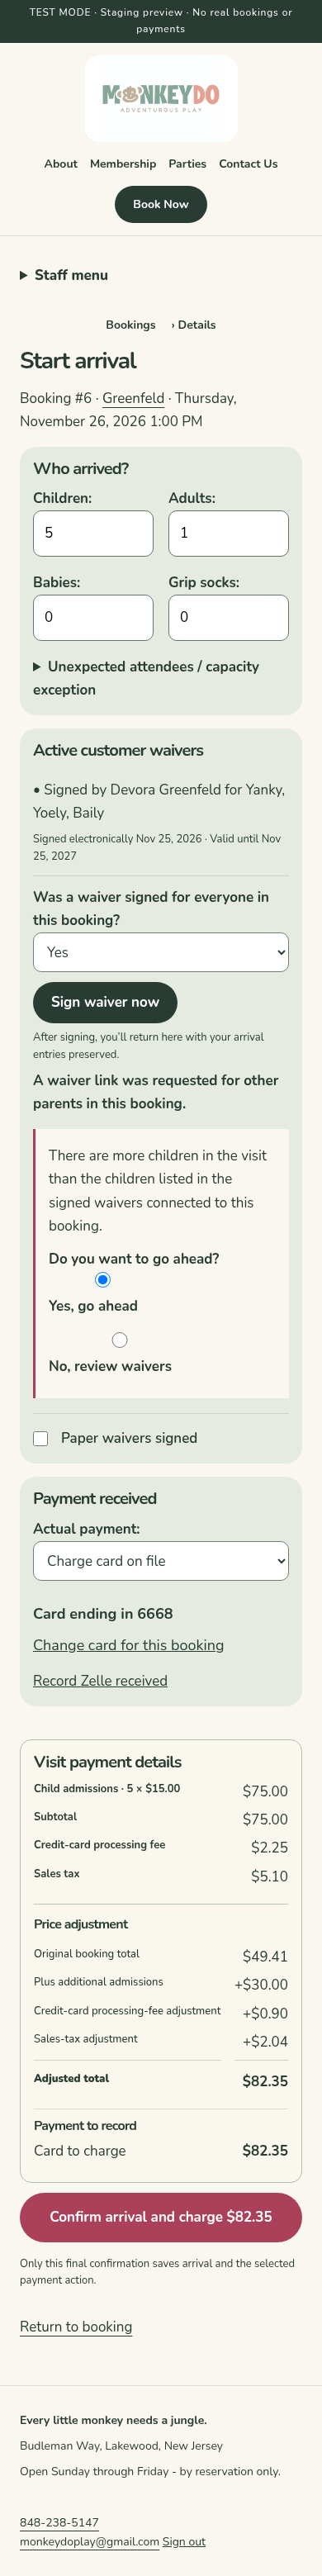 TEST MODE · Staging preview · No real bookings or
payments
MONKEYDO
ADVENTUROUS PLAY
About Membership Parties Contact Us
Book Now
Staff menu
Bookings › Details
Start arrival
Booking #6 · Greenfeld · Thursday,
November 26, 2026 1:00 PM
Who arrived?
Children: Adults:
5 1
Babies: Grip socks:
0 0
Unexpected attendees / capacity
exception
Active customer waivers
• Signed by Devora Greenfeld for Yanky,
Yoely, Baily
Signed electronically Nov 25, 2026 · Valid until Nov
25, 2027
Was a waiver signed for everyone in
this booking?
Yes
Sign waiver now
After signing, you’ll return here with your arrival
entries preserved.
A waiver link was requested for other
parents in this booking.
There are more children in the visit
than the children listed in the
signed waivers connected to this
booking.
Do you want to go ahead?
Yes, go ahead
No, review waivers
Paper waivers signed
Payment received
Actual payment:
Charge card on file
Card ending in 6668
Change card for this booking
Record Zelle received
Visit payment details
Child admissions · 5 × $15.00 $75.00
Subtotal $75.00
Credit-card processing fee $2.25
Sales tax $5.10
Price adjustment
Original booking total $49.41
Plus additional admissions +$30.00
Credit-card processing-fee adjustment +$0.90
Sales-tax adjustment +$2.04
Adjusted total $82.35
Payment to record
Card to charge $82.35
Confirm arrival and charge $82.35
Only this final confirmation saves arrival and the selected
payment action.
Return to booking
Every little monkey needs a jungle.
Budleman Way, Lakewood, New Jersey
Open Sunday through Friday - by reservation only.
848-238-5147
monkeydoplay@gmail.com Sign out